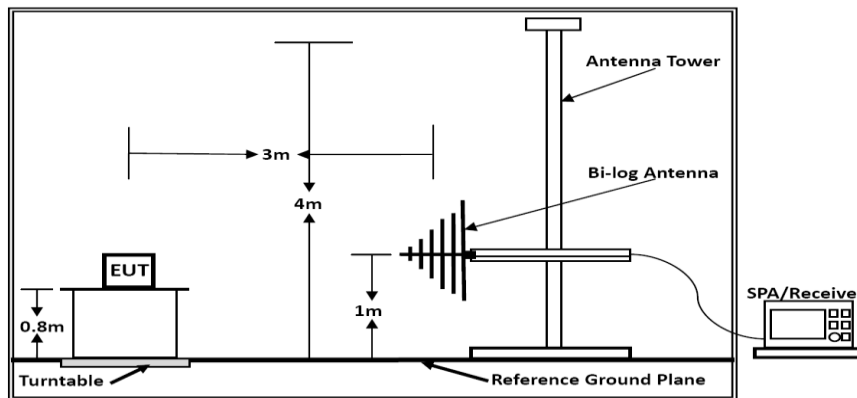 Antenna Tower
3m
Bi-log Antenna
4m
EUT
1m
SPA/Receive
0.8m
Turntable
Reference Ground Plane